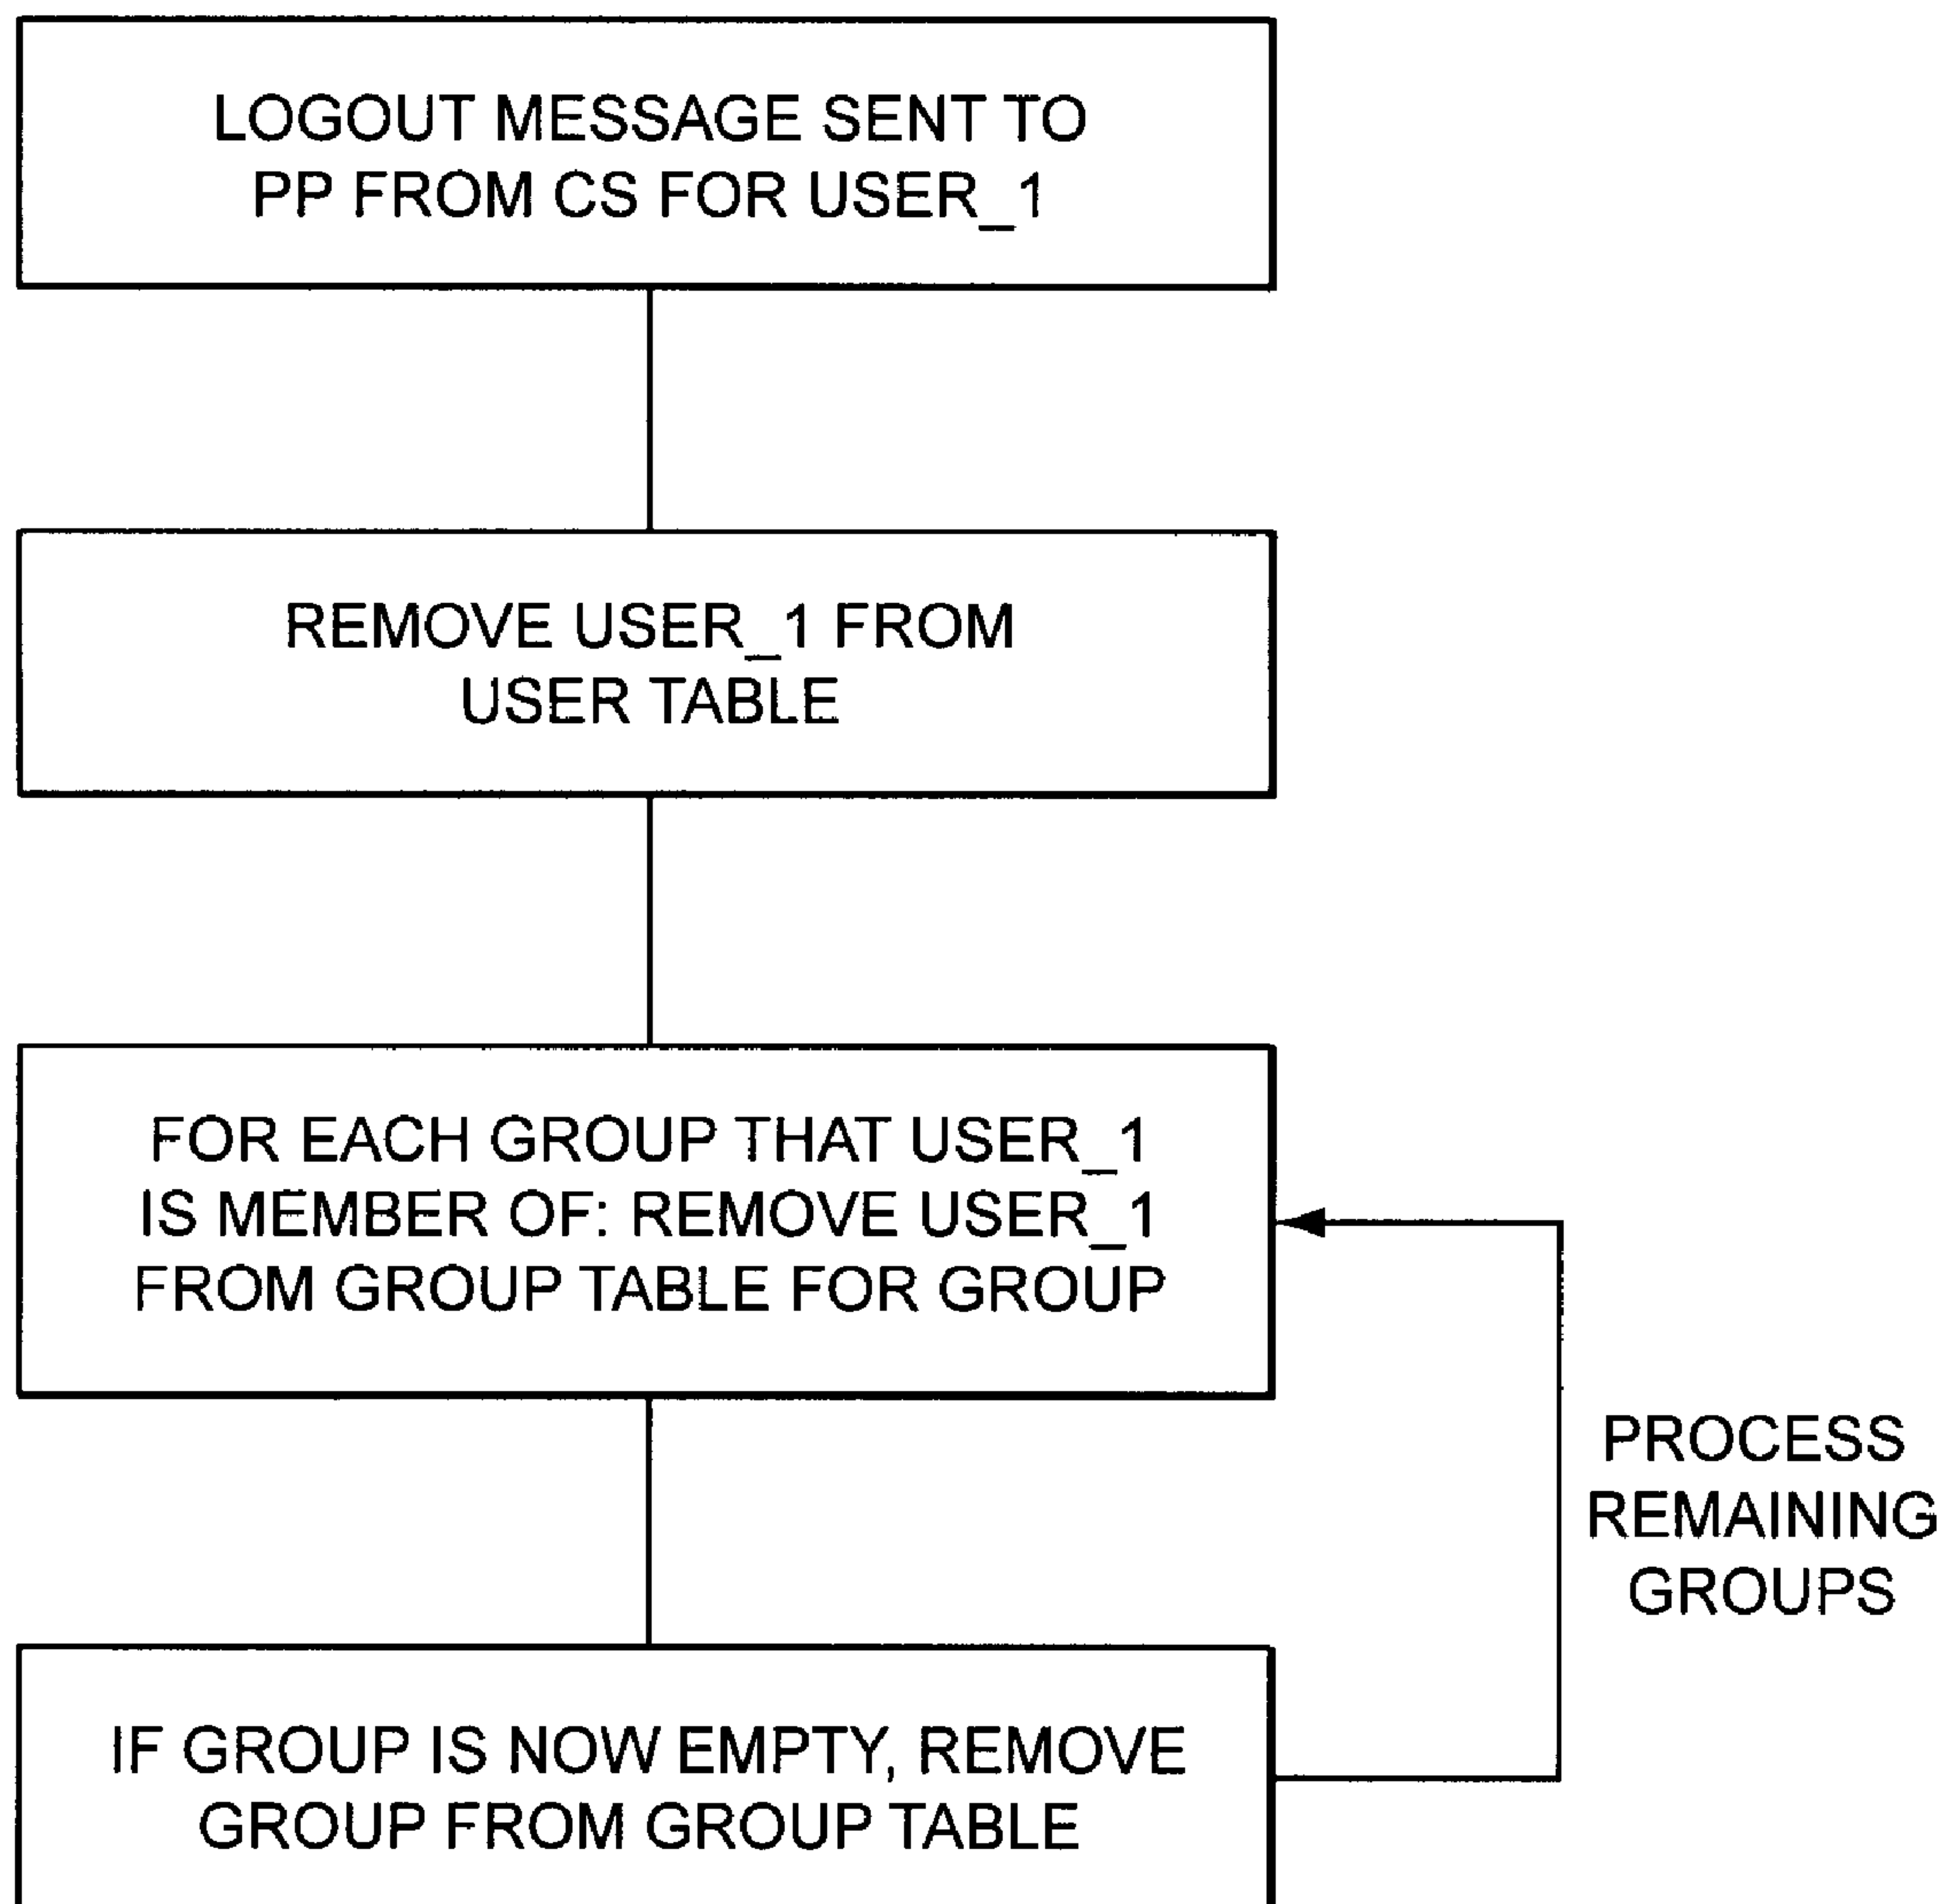 LOGOUT MESSAGE SENT TO
PP FROM CS FOR USER_1
REMOVE USER_1 FROM
USER TABLE
FOR EACH GROUP THAT USER_1
IS MEMBER OF: REMOVE USER_1
FROM GROUP TABLE FOR GROUP
PROCESS
REMAINING
GROUPS
IF GROUP IS NOW EMPTY, REMOVE
GROUP FROM GROUP TABLE